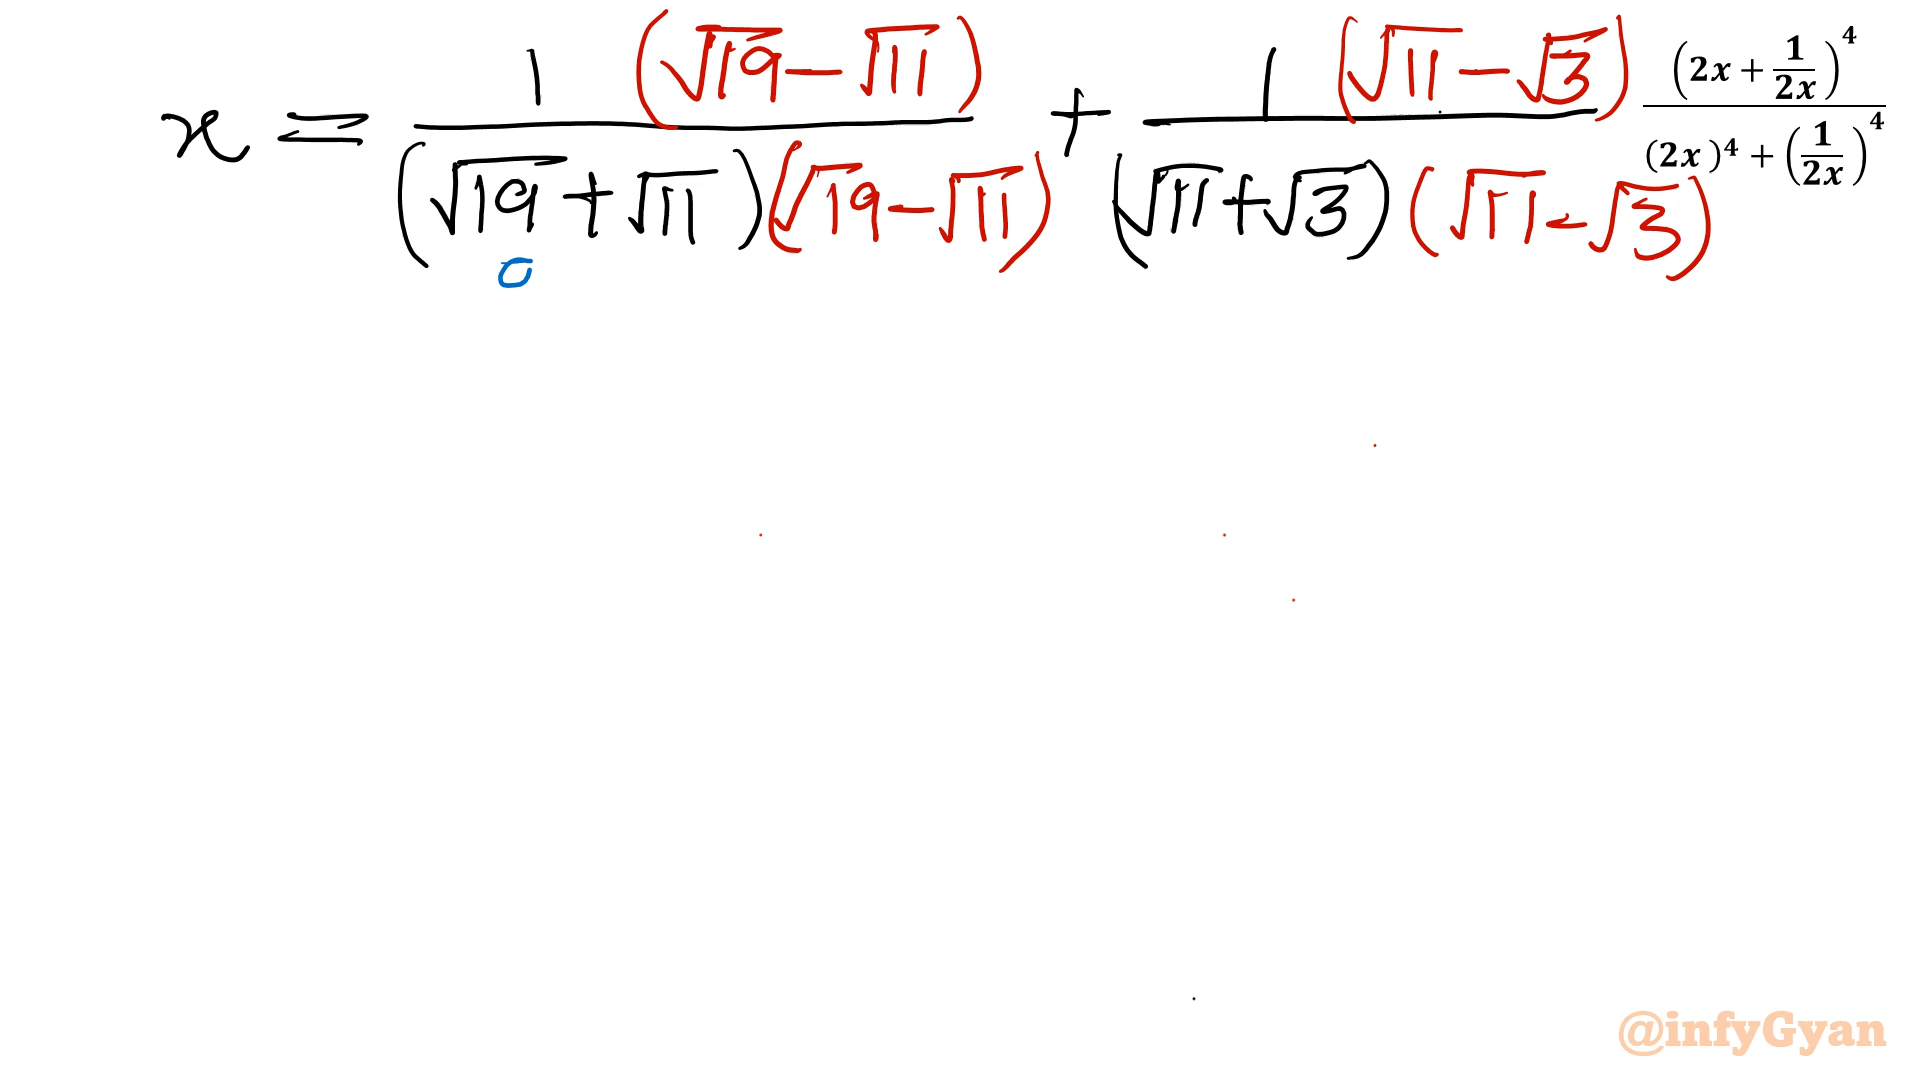 x = 1 (√19 − √11) / (√19 + √11) (√19 − √11) + 1 (√11 − √3) / (√11 + √3) (√11 − √3)
(2x + 1/2x)^4 / (2x )^4 + (1/2x)^4
σ
@infyGyan